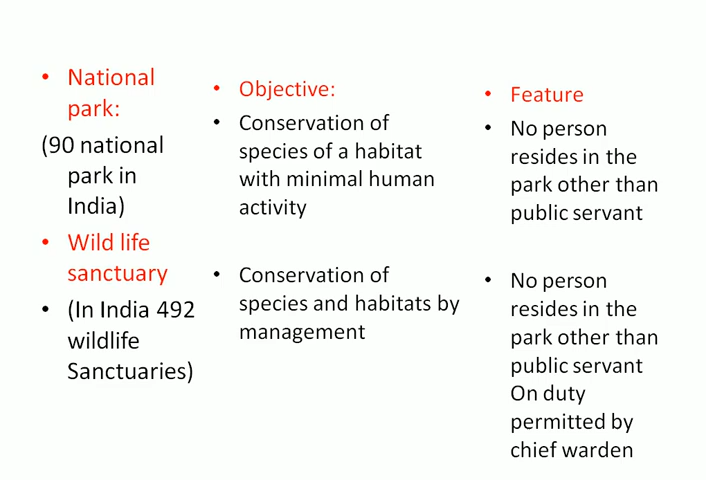 • National
park:
(90 national
park in
India)
• Wild life
sanctuary
• (In India 492
wildlife
Sanctuaries)
• Objective:
• Conservation of
species of a habitat
with minimal human
activity
• Conservation of
species and habitats by
management
• Feature
• No person
resides in the
park other than
public servant
• No person
resides in the
park other than
public servant
On duty
permitted by
chief warden